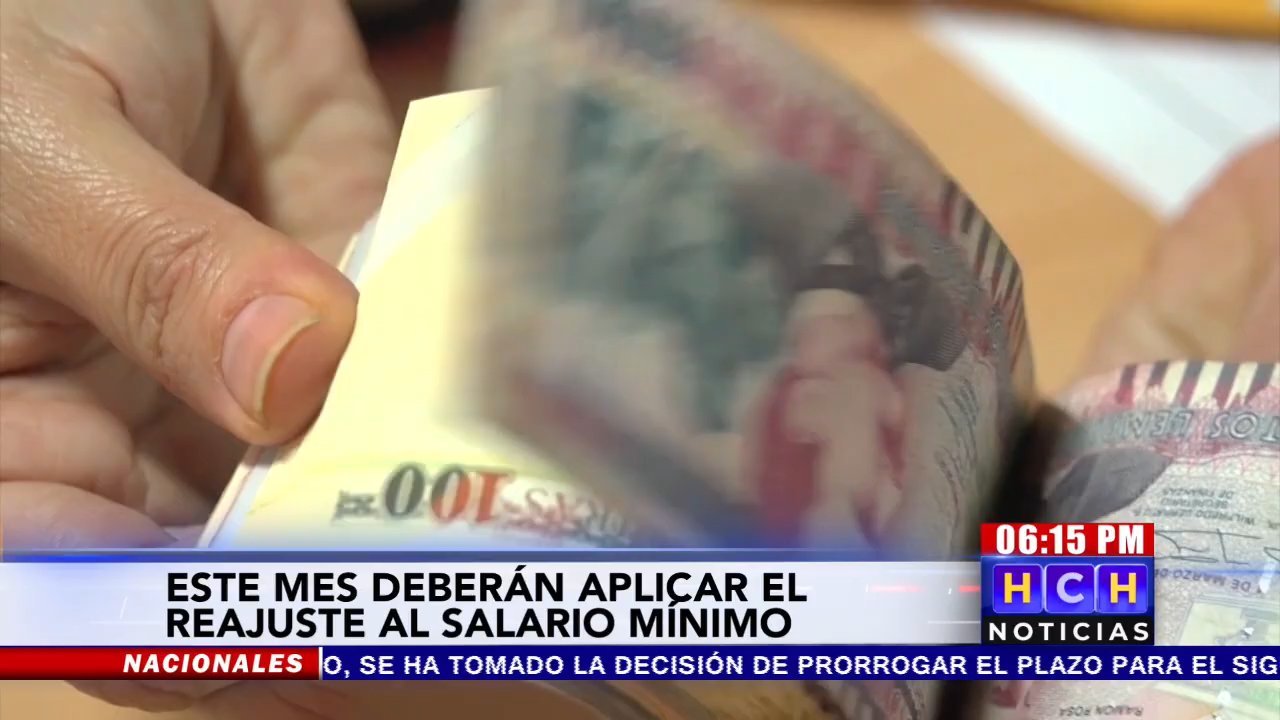 100
06:15 PM
HCH
NOTICIAS
ESTE MES DEBERÁN APLICAR EL
REAJUSTE AL SALARIO MÍNIMO
NACIONALES
O, SE HA TOMADO LA DECISIÓN DE PRORROGAR EL PLAZO PARA EL SIG